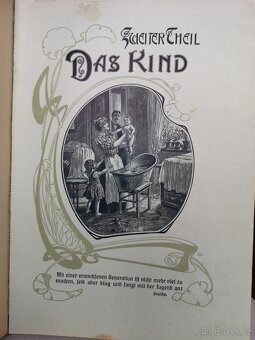 Zweiter Theil
Das Kind
Mit einer erwachsenen Generation ist nicht mehr viel zu
machen, seid aber klug und fangt mit der Jugend an!
Goethe.